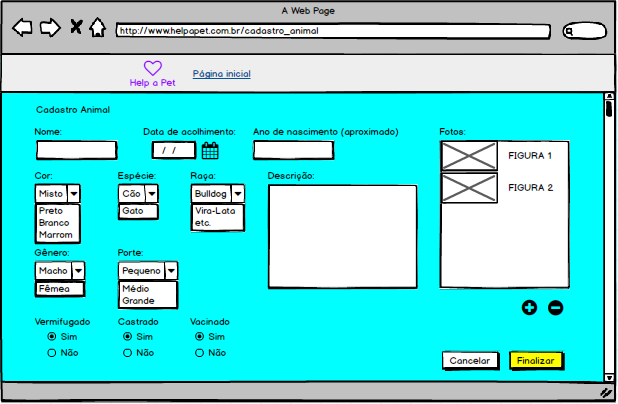 A Web Page
http://www.helpapet.com.br/cadastro_animal
Help a Pet
Página inicial
Cadastro Animal
Nome:
Data de acolhimento:
Ano de nascimento (aproximado)
Fotos:
/ /
FIGURA 1
FIGURA 2
Cor:
Espécie:
Raça:
Descrição:
Misto
Cão
Bulldog
Preto
Branco
Marrom
Gato
Vira-Lata
etc.
Gênero:
Porte:
Macho
Pequeno
Fêmea
Médio
Grande
Vermifugado
Castrado
Vacinado
Sim
Sim
Sim
Não
Não
Não
Cancelar
Finalizar